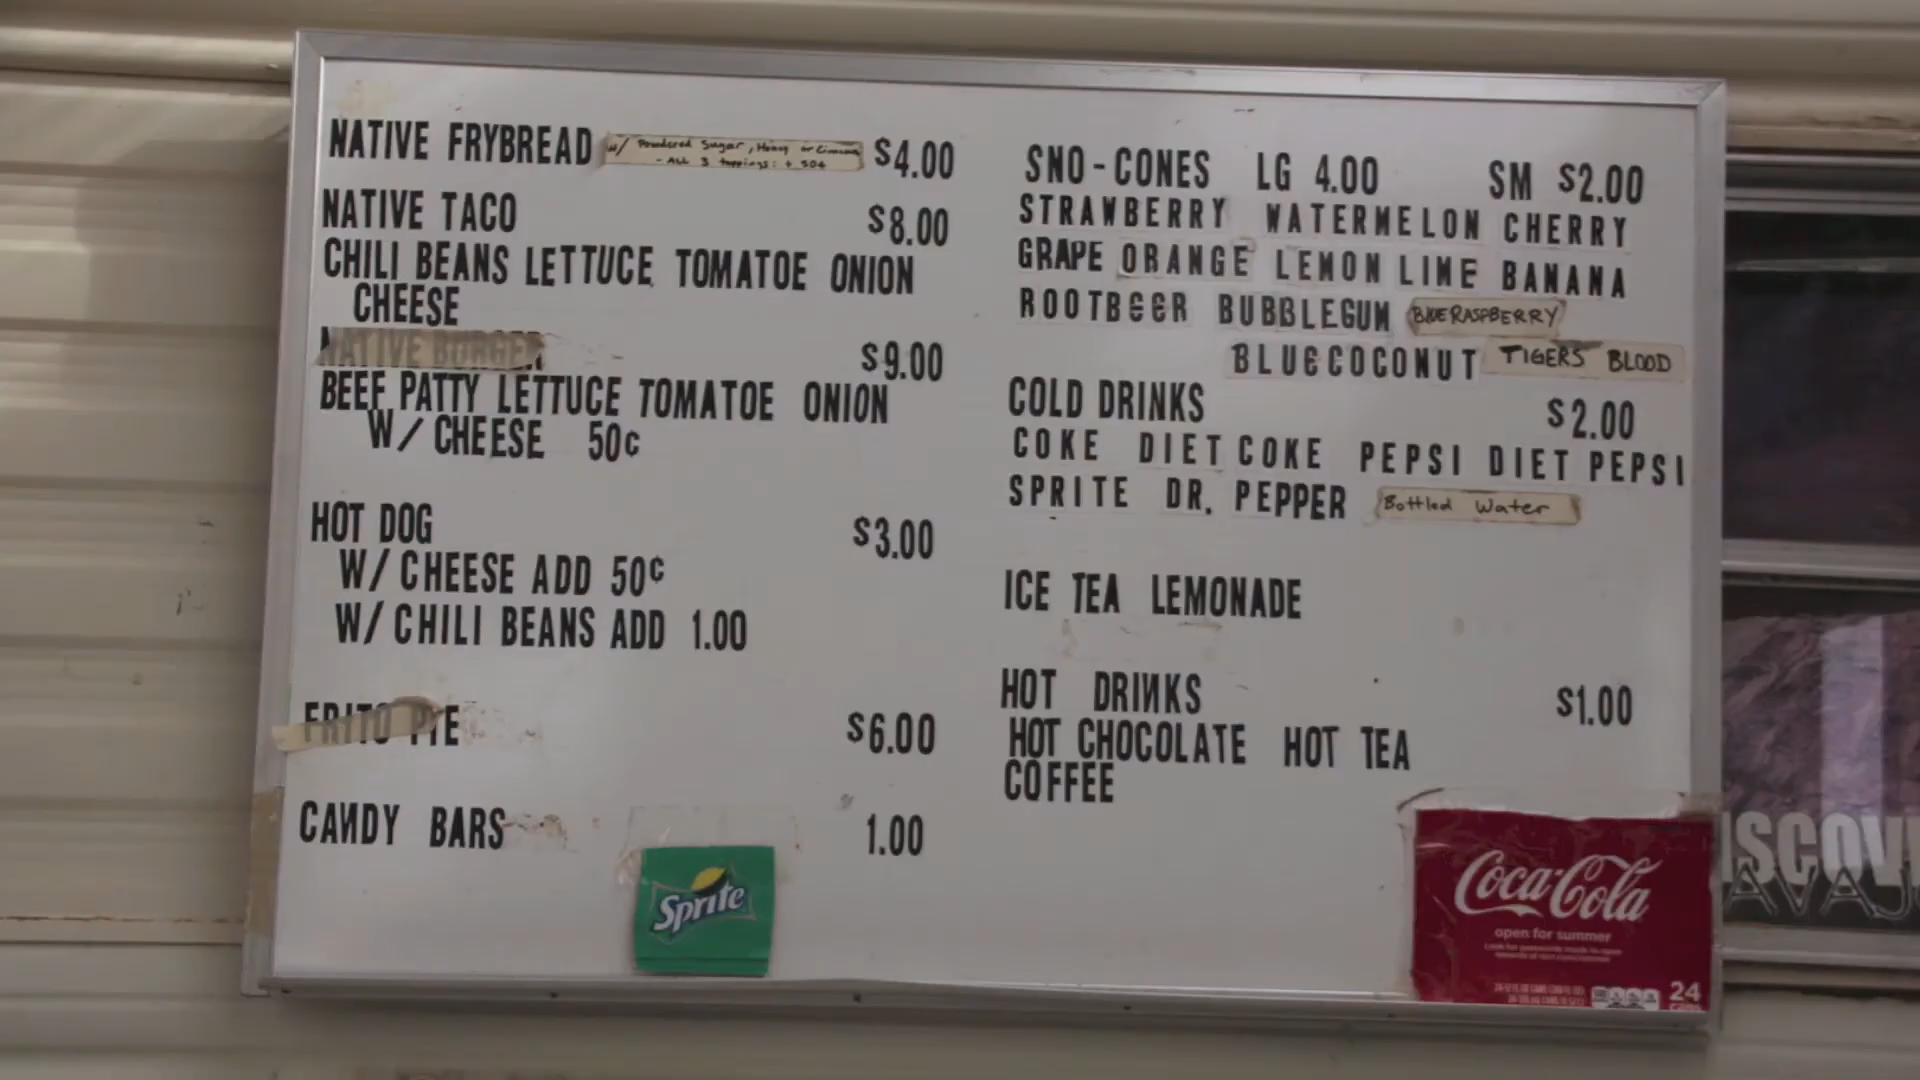 NATIVE FRYBREAD w/ Powdered Sugar, Honey or Cinnamon $4.00
- ALL 3 toppings: + .50¢
NATIVE TACO $8.00
CHILI BEANS LETTUCE TOMATOE ONION
CHEESE
NATIVE BURGER $9.00
BEEF PATTY LETTUCE TOMATOE ONION
W/ CHEESE 50¢
HOT DOG $3.00
W/ CHEESE ADD 50¢
W/ CHILI BEANS ADD 1.00
FRITO PIE $6.00
CANDY BARS 1.00
Sprite
SNO-CONES LG 4.00 SM $2.00
STRAWBERRY WATERMELON CHERRY
GRAPE ORANGE LEMON LIME BANANA
ROOTBEER BUBBLEGUM BLUERASPBERRY
BLUECOCONUT TIGERS BLOOD
COLD DRINKS $2.00
COKE DIET COKE PEPSI DIET PEPSI
SPRITE DR. PEPPER Bottled Water
ICE TEA LEMONADE
HOT DRINKS $1.00
HOT CHOCOLATE HOT TEA
COFFEE
Coca-Cola
open for summer
24